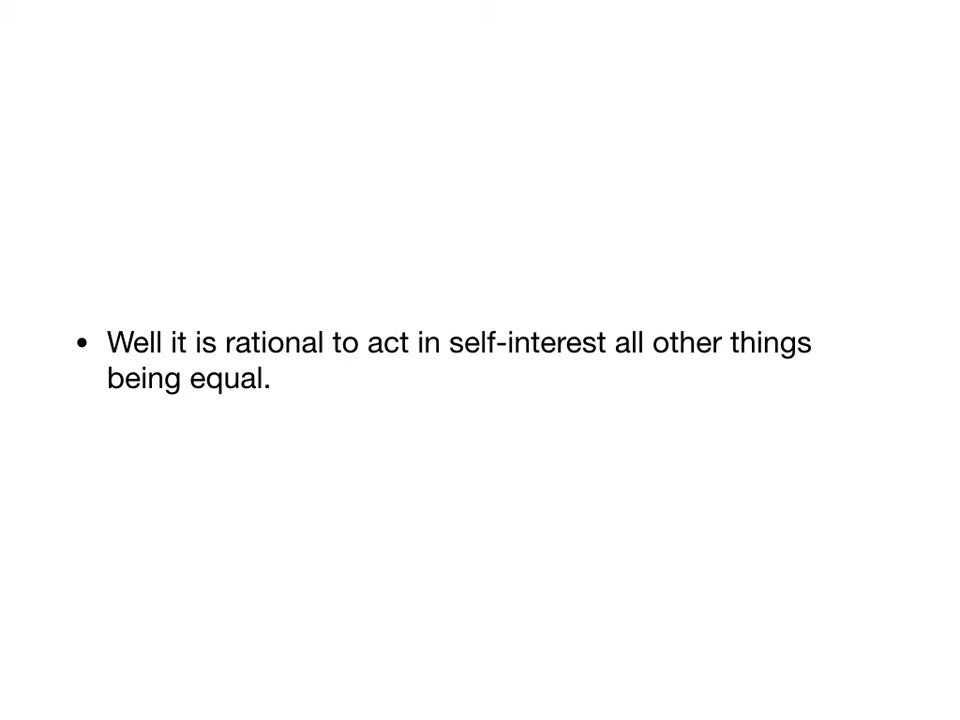 • Well it is rational to act in self-interest all other things
being equal.